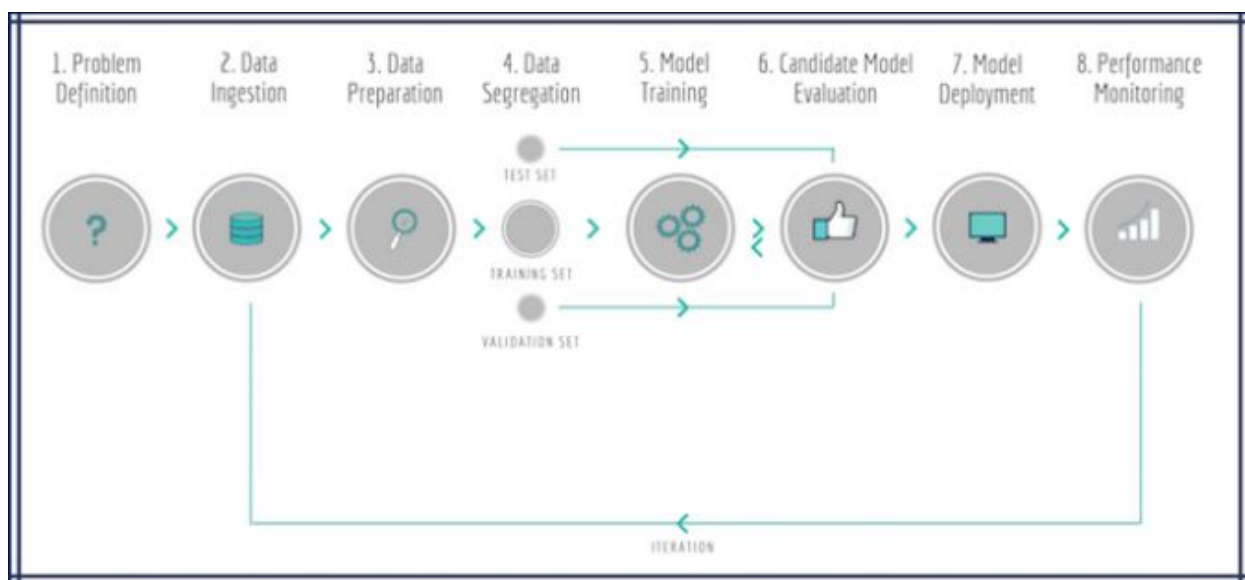 1. Problem
Definition
2. Data
Ingestion
3. Data
Preparation
4. Data
Segregation
5. Model
Training
6. Candidate Model
Evaluation
7. Model
Deployment
8. Performance
Monitoring
TEST SET
?
TRAINING SET
VALIDATION SET
ITERATION